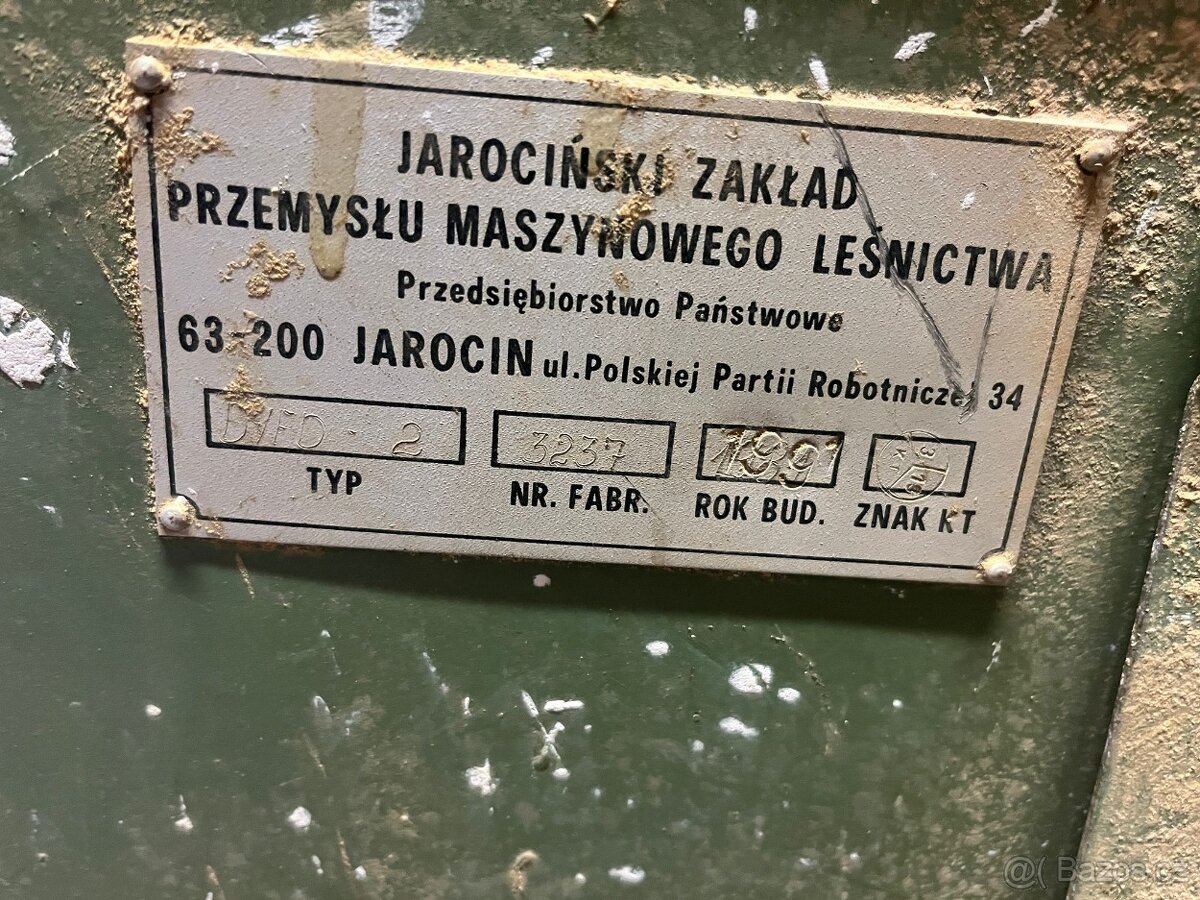 JAROCIŃSKI ZAKŁAD
PRZEMYSŁU MASZYNOWEGO LEŚNICTWA
Przedsiębiorstwo Państwowe
63-200 JAROCIN ul. Polskiej Partii Robotniczej 34
- 2 3237 1991
TYP NR. FABR. ROK BUD. ZNAK KT
@( Bazos.cz